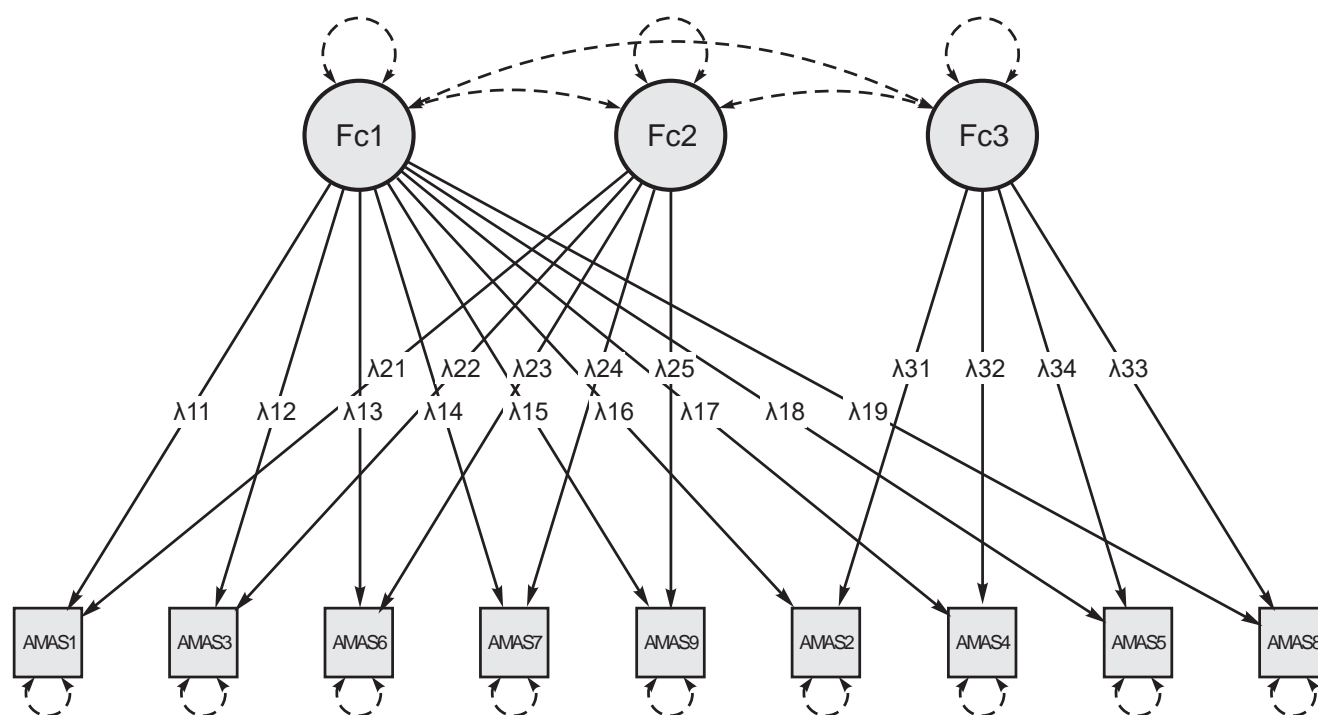 Fc1 Fc2 Fc3
λ21 λ22 λ23 λ24 λ25 λ31 λ32 λ34 λ33
λ11 λ12 λ13 λ14 λ15 λ16 λ17 λ18 λ19
AMAS1 AMAS3 AMAS6 AMAS7 AMAS9 AMAS2 AMAS4 AMAS5 AMAS8